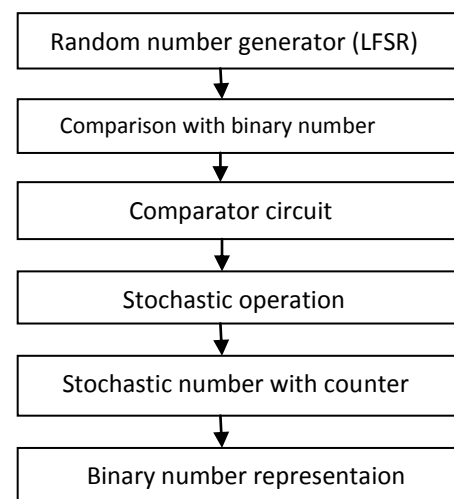 Random number generator (LFSR)
Comparison with binary number
Comparator circuit
Stochastic operation
Stochastic number with counter
Binary number representaion